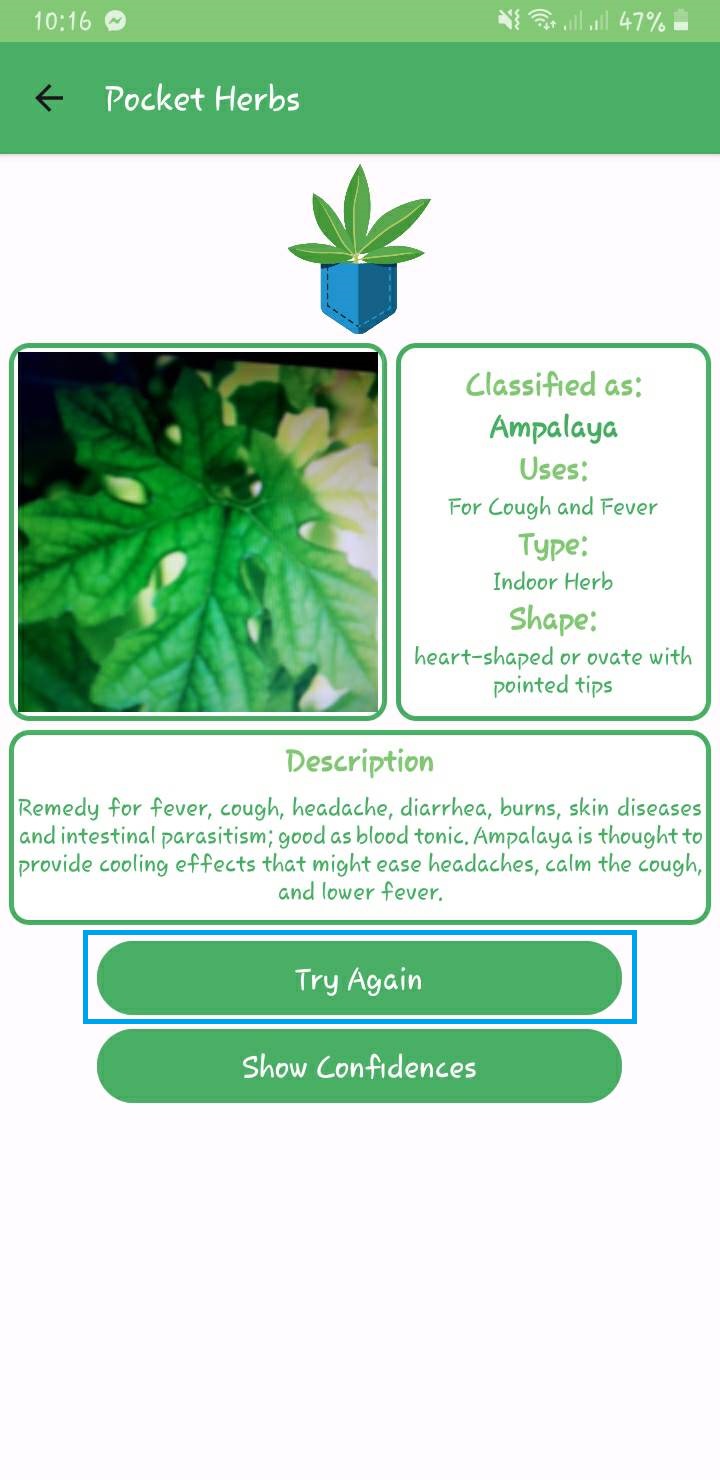 10:16
47%
Pocket Herbs
Classified as:
Ampalaya
Uses:
For Cough and Fever
Type:
Indoor Herb
Shape:
heart-shaped or ovate with
pointed tips
Description
Remedy for fever, cough, headache, diarrhea, burns, skin diseases
and intestinal parasitism; good as blood tonic. Ampalaya is thought to
provide cooling effects that might ease headaches, calm the cough,
and lower fever.
Try Again
Show Confidences